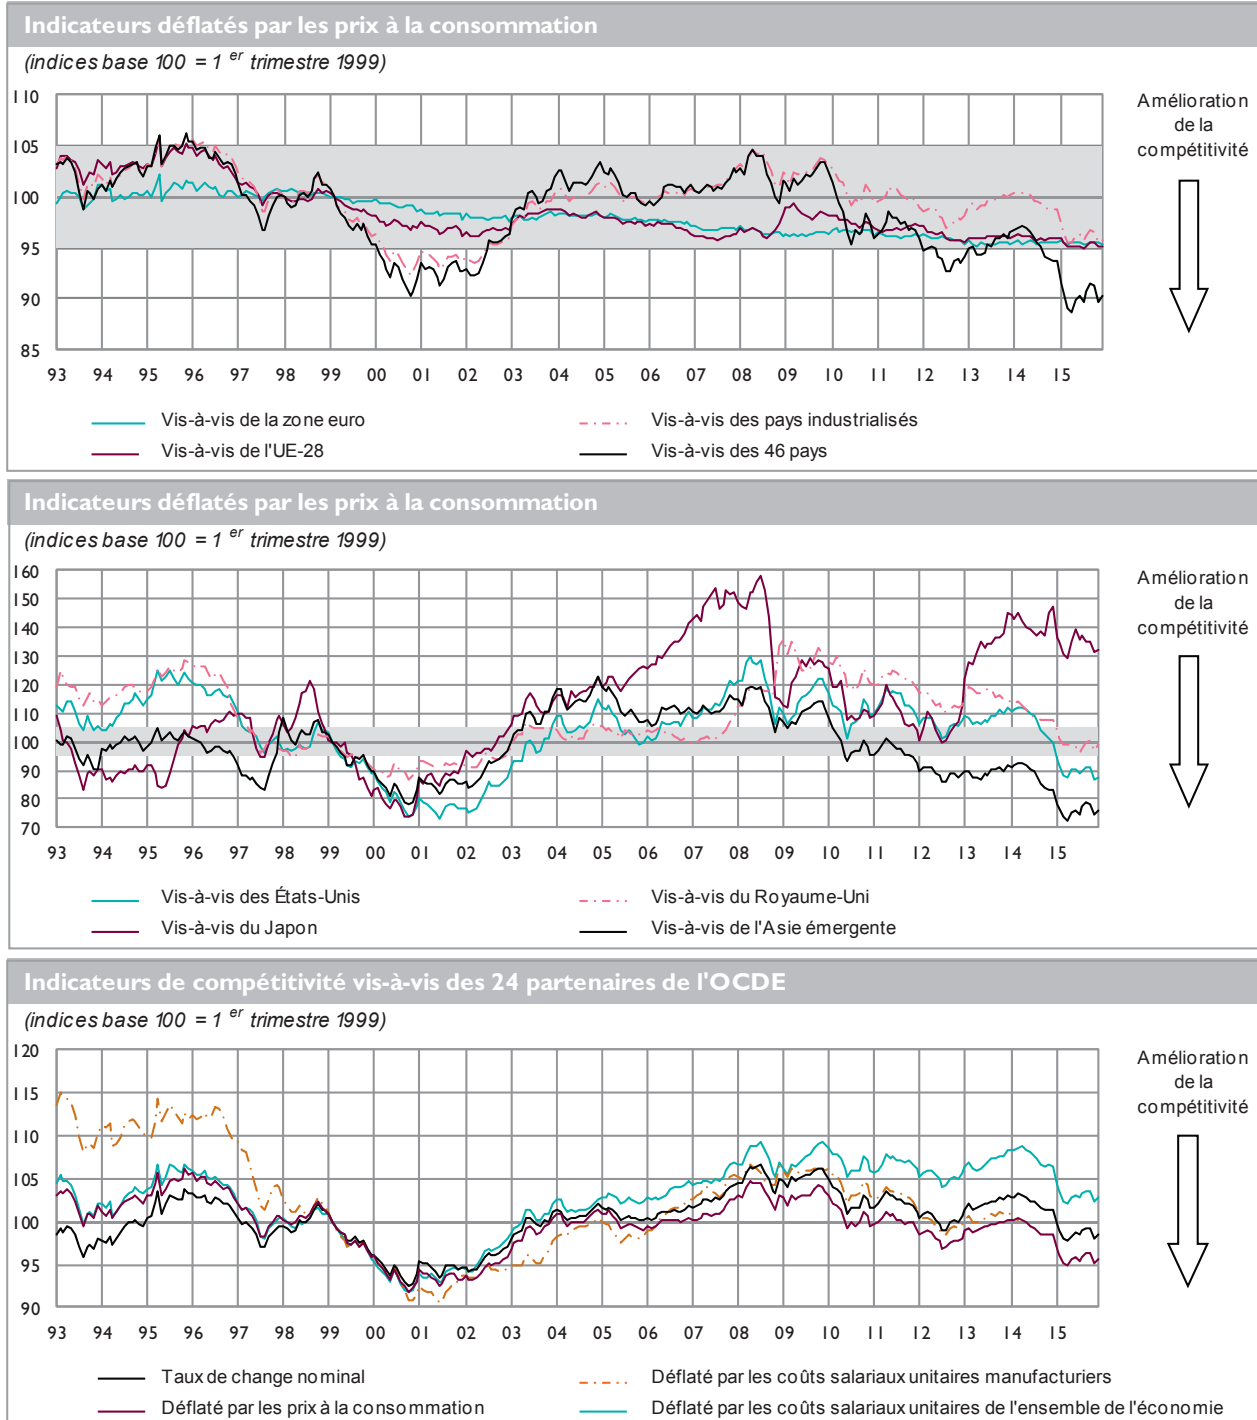 Indicateurs déflatés par les prix à la consommation
(indices base 100 = 1 er trimestre 1999)
110
105
100
95
90
85
93 94 95 96 97 98 99 00 01 02 03 04 05 06 07 08 09 10 11 12 13 14 15
Amélioration
de la
compétitivité
Vis-à-vis de la zone euro
Vis-à-vis des pays industrialisés
Vis-à-vis de l'UE-28
Vis-à-vis des 46 pays
Indicateurs déflatés par les prix à la consommation
(indices base 100 = 1 er trimestre 1999)
160
150
140
130
120
110
100
90
80
70
93 94 95 96 97 98 99 00 01 02 03 04 05 06 07 08 09 10 11 12 13 14 15
Amélioration
de la
compétitivité
Vis-à-vis des États-Unis
Vis-à-vis du Royaume-Uni
Vis-à-vis du Japon
Vis-à-vis de l'Asie émergente
Indicateurs de compétitivité vis-à-vis des 24 partenaires de l'OCDE
(indices base 100 = 1 er trimestre 1999)
120
115
110
105
100
95
90
93 94 95 96 97 98 99 00 01 02 03 04 05 06 07 08 09 10 11 12 13 14 15
Amélioration
de la
compétitivité
Taux de change nominal
Déflaté par les coûts salariaux unitaires manufacturiers
Déflaté par les prix à la consommation
Déflaté par les coûts salariaux unitaires de l'ensemble de l'économie